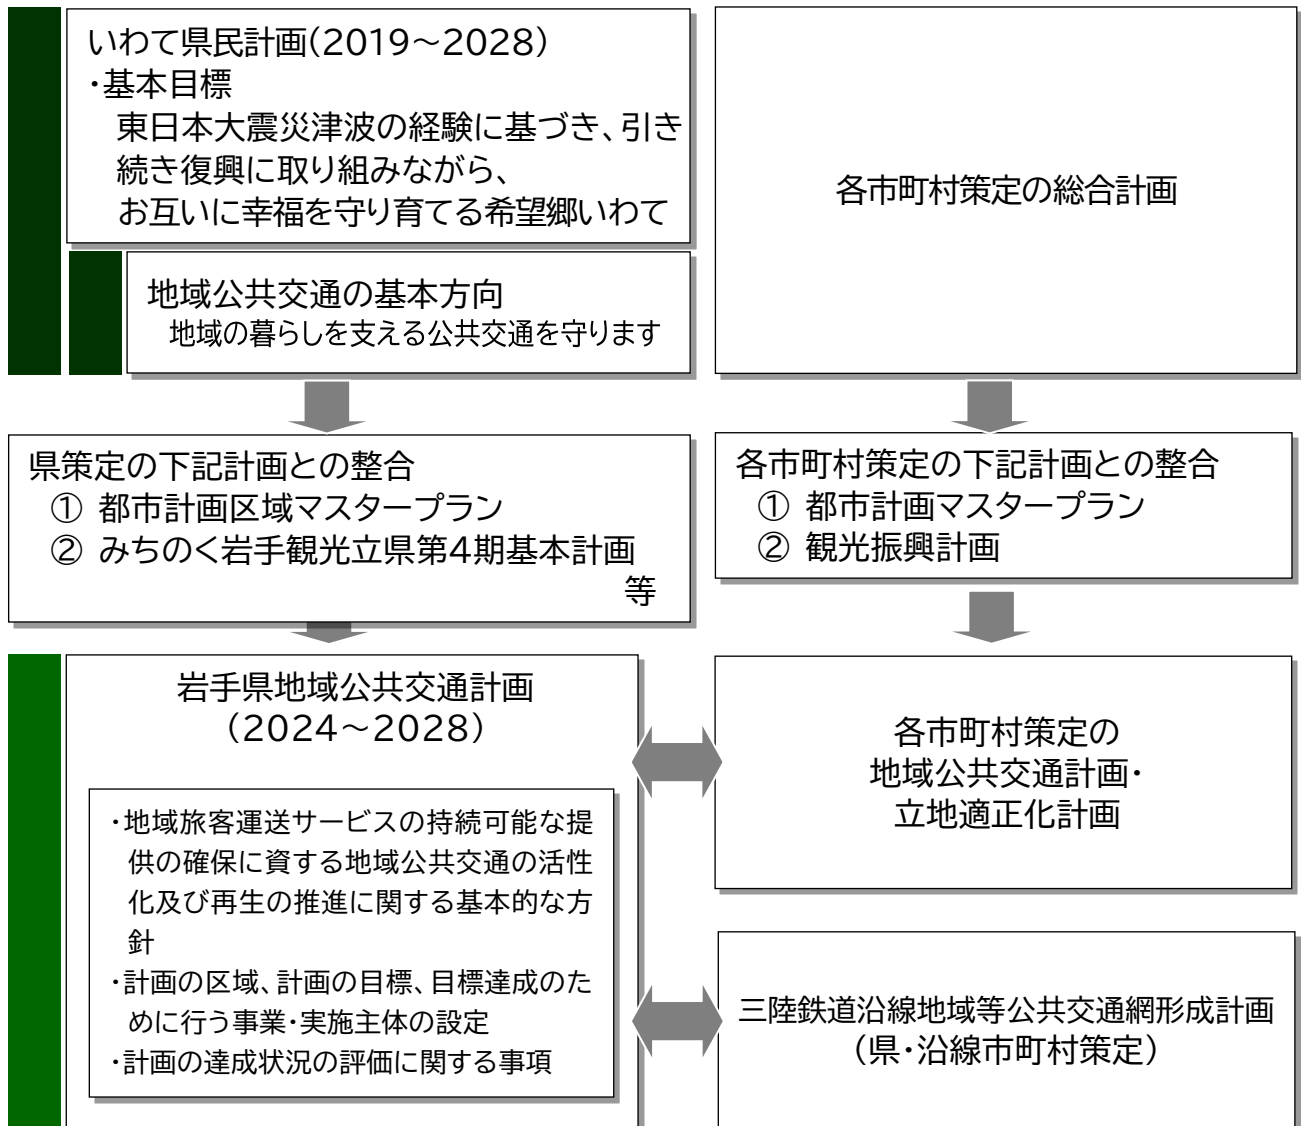 いわて県民計画(2019～2028)
・基本目標
東日本大震災津波の経験に基づき、引き
続き復興に取り組みながら、
お互いに幸福を守り育てる希望郷いわて
地域公共交通の基本方向
地域の暮らしを支える公共交通を守ります
各市町村策定の総合計画
県策定の下記計画との整合
① 都市計画区域マスタープラン
② みちのく岩手観光立県第4期基本計画
等
各市町村策定の下記計画との整合
① 都市計画マスタープラン
② 観光振興計画
岩手県地域公共交通計画
(2024～2028)
・地域旅客運送サービスの持続可能な提
供の確保に資する地域公共交通の活性
化及び再生の推進に関する基本的な方
針
・計画の区域、計画の目標、目標達成のた
めに行う事業・実施主体の設定
・計画の達成状況の評価に関する事項
各市町村策定の
地域公共交通計画・
立地適正化計画
三陸鉄道沿線地域等公共交通網形成計画
(県・沿線市町村策定)